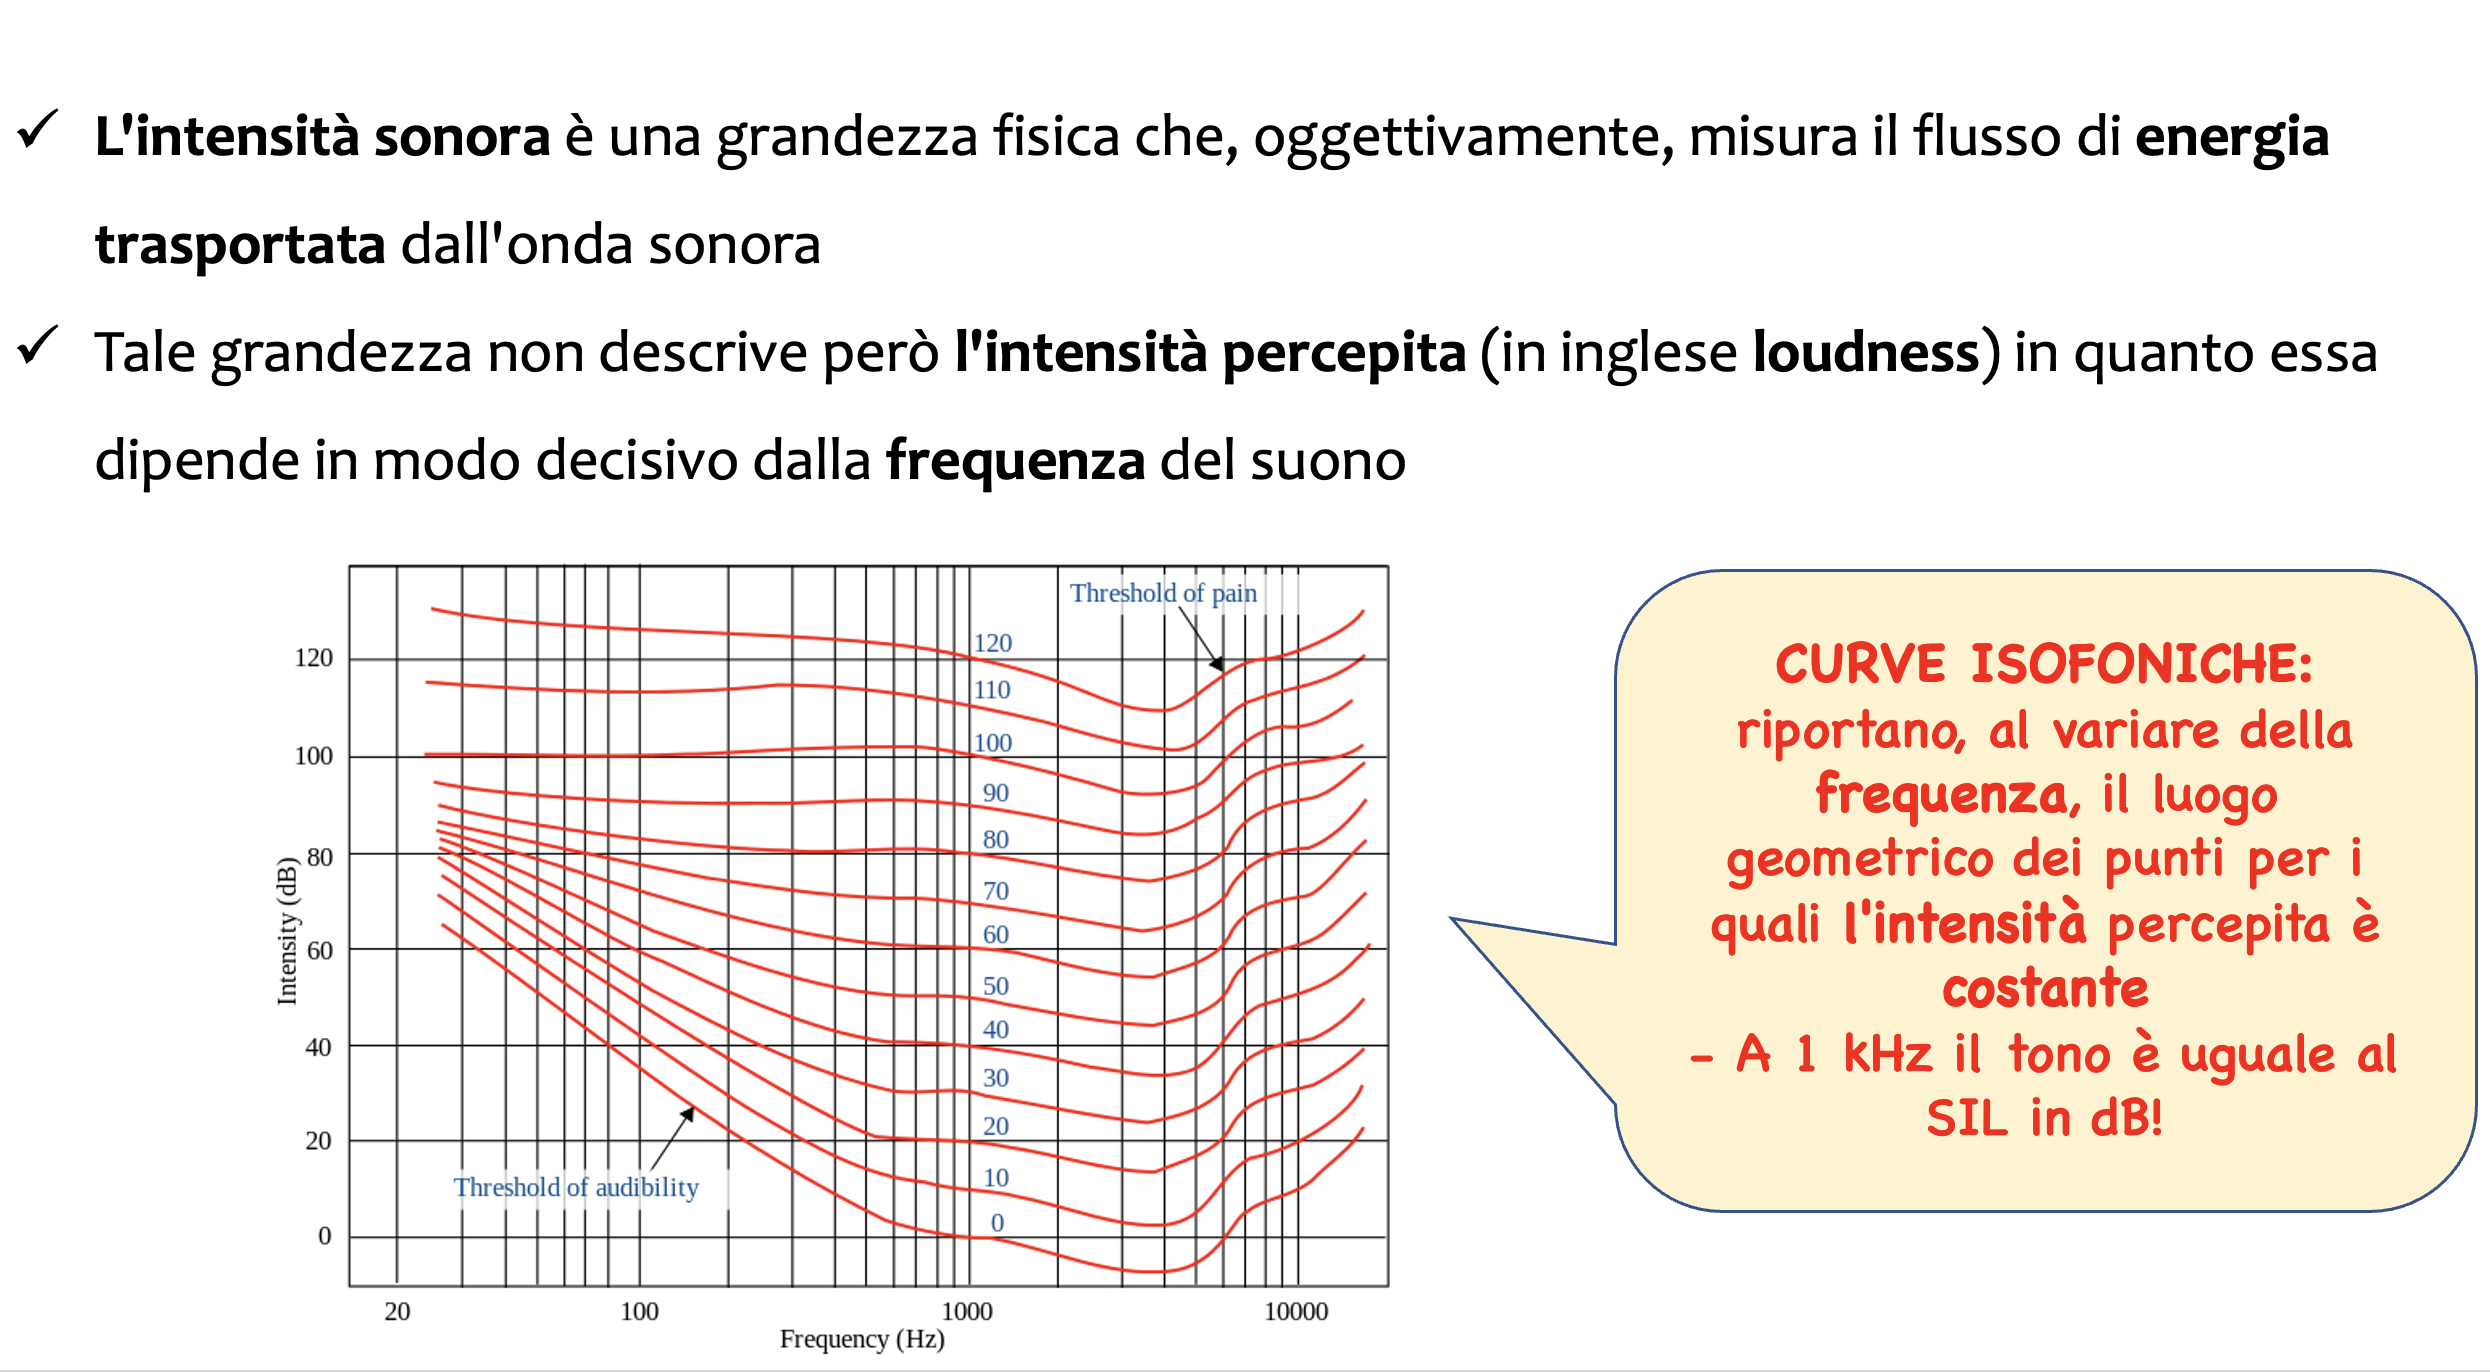 L'intensità sonora è una grandezza fisica che, oggettivamente, misura il flusso di energia
trasportata dall'onda sonora
Tale grandezza non descrive però l'intensità percepita (in inglese loudness) in quanto essa
dipende in modo decisivo dalla frequenza del suono
Threshold of pain
120
110
100
90
80
70
60
50
40
30
20
10
0
Threshold of audibility
120
100
80
60
40
20
0
Intensity (dB)
20 100 1000 10000
Frequency (Hz)
CURVE ISOFONICHE:
riportano, al variare della
frequenza, il luogo
geometrico dei punti per i
quali l'intensità percepita è
costante
- A 1 kHz il tono è uguale al
SIL in dB!